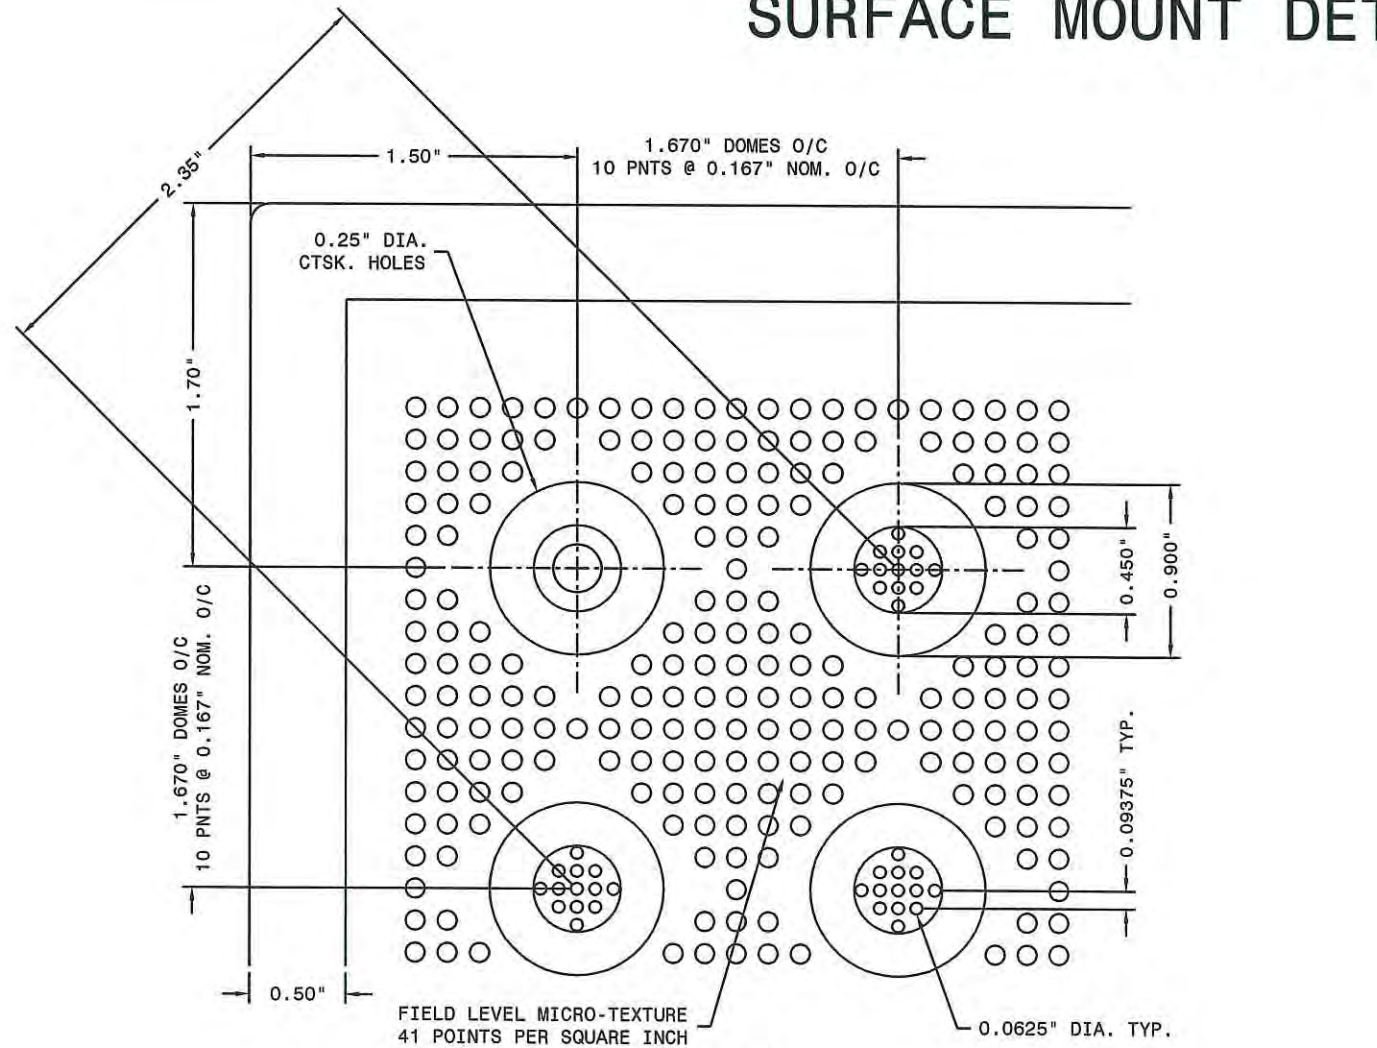 SURFACE MOUNT DET
2.35"
1.50"
1.670" DOMES O/C
10 PNTS @ 0.167" NOM. O/C
0.25" DIA.
CTSK. HOLES
1.70"
0.450"
0.900"
1.670" DOMES O/C
10 PNTS @ 0.167" NOM. O/C
0.09375" TYP.
0.50"
FIELD LEVEL MICRO-TEXTURE
41 POINTS PER SQUARE INCH
0.0625" DIA. TYP.